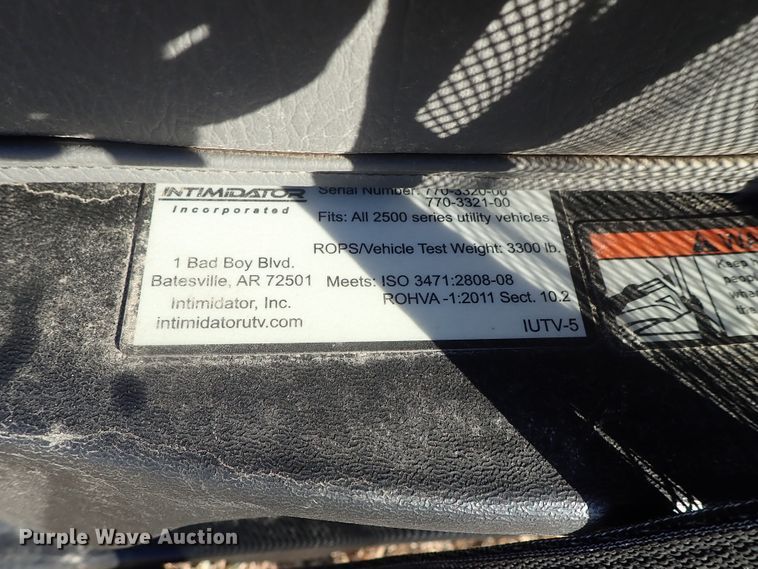 INTIMIDATOR
Incorporated
1 Bad Boy Blvd.
Batesville, AR 72501
Intimidator, Inc.
intimidatorutv.com
Serial Number: 770-3320-00
770-3321-00
Fits: All 2500 series utility vehicles.
ROPS/Vehicle Test Weight: 3300 lb.
Meets: ISO 3471:2808-08
ROHVA -1:2011 Sect. 10.2
IUTV-5
Keep
Purple Wave Auction